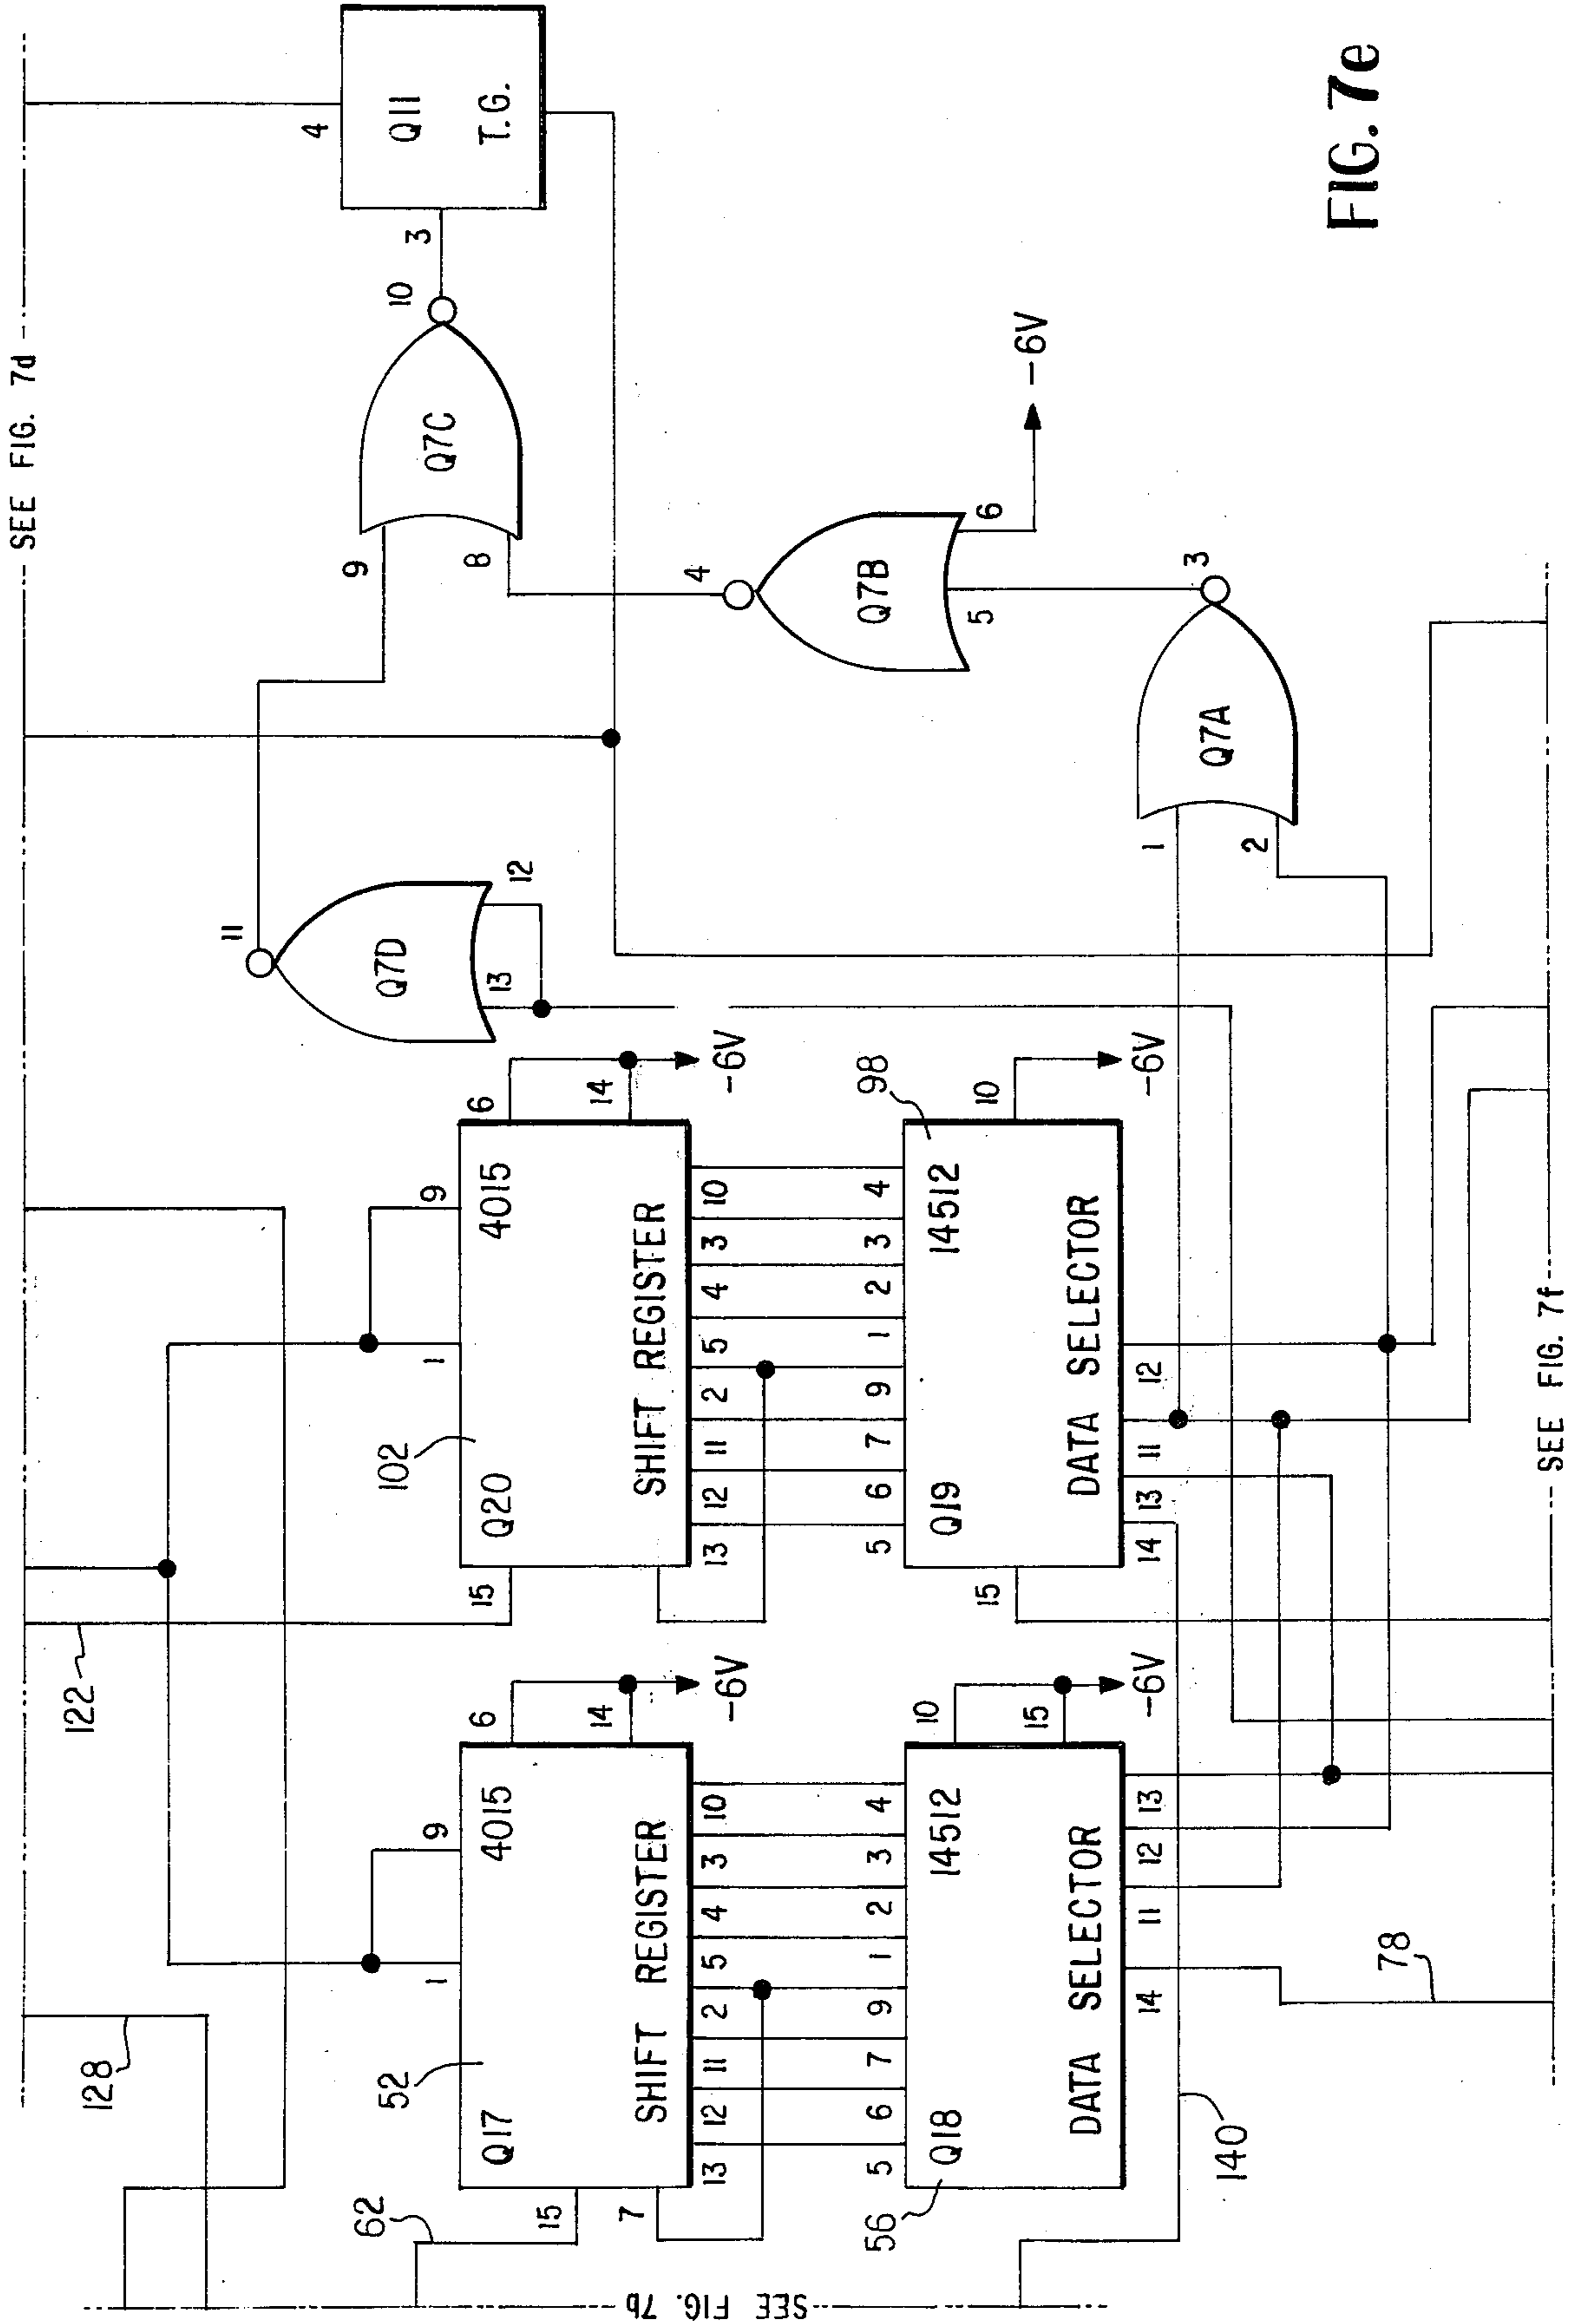 SEE FIG. 7d
SEE FIG. 7b
SEE FIG. 7f
FIG. 7e
128
122
62
52
Q17
4015
SHIFT REGISTER
1
9
15
7
6
14
-6V
13 12 11 2 5 4 3 10
5 6 7 9 1 2 3 4
56
Q18
14512
DATA SELECTOR
10
15
-6V
14 11 12 13
78
140
102
Q20
4015
SHIFT REGISTER
1
9
15
6
14
-6V
13 12 11 2 5 4 3 10
5 6 7 9 1 2 3 4
98
Q19
14512
DATA SELECTOR
15
10
-6V
14 13 11 12
Q7D
13
12
11
Q7A
1
2
3
Q7B
5
6
4
-6V
Q7C
9
8
10
3
Q11
T.G.
4